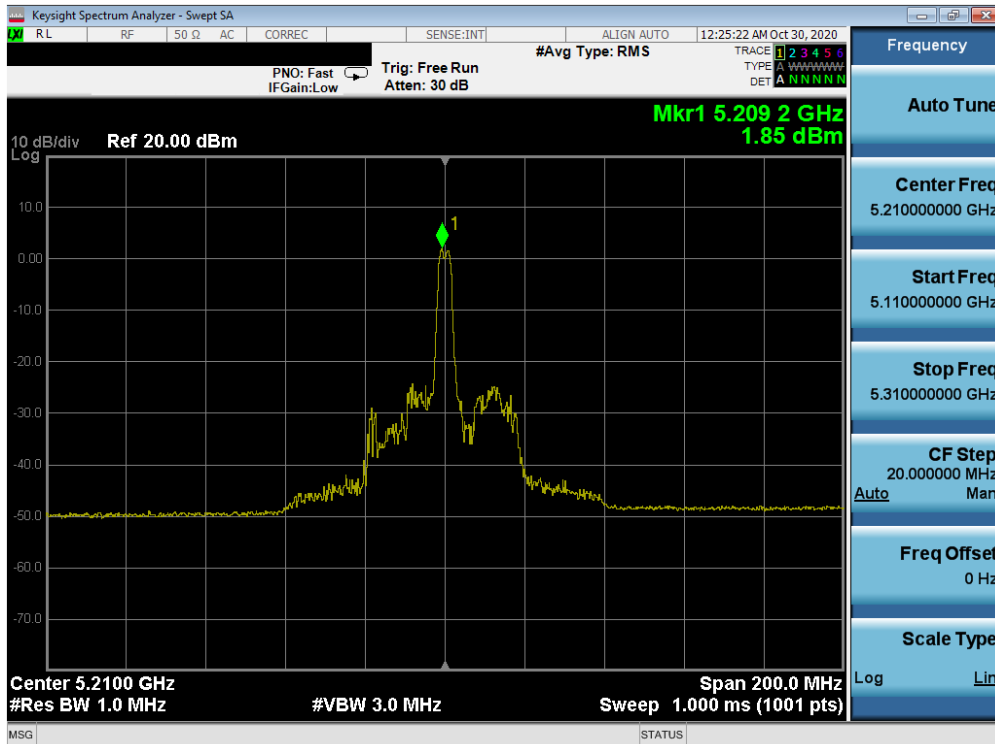 Keysight Spectrum Analyzer - Swept SA
LXI RL RF 50 Ω AC CORREC SENSE:INT ALIGN AUTO 12:25:22 AM Oct 30, 2020
Frequency
PNO: Fast
IFGain:Low
Trig: Free Run
Atten: 30 dB
#Avg Type: RMS
TRACE 1 2 3 4 5 6
TYPE A WWWWW
DET A N N N N N
Auto Tune
Mkr1 5.209 2 GHz
1.85 dBm
10 dB/div
Log
Ref 20.00 dBm
1
10.0
0.00
-10.0
-20.0
-30.0
-40.0
-50.0
-60.0
-70.0
Center Freq
5.210000000 GHz
Start Freq
5.110000000 GHz
Stop Freq
5.310000000 GHz
CF Step
20.000000 MHz
Auto Man
Freq Offset
0 Hz
Scale Type
Log Lin
Center 5.2100 GHz Span 200.0 MHz
#Res BW 1.0 MHz #VBW 3.0 MHz Sweep 1.000 ms (1001 pts)
MSG STATUS